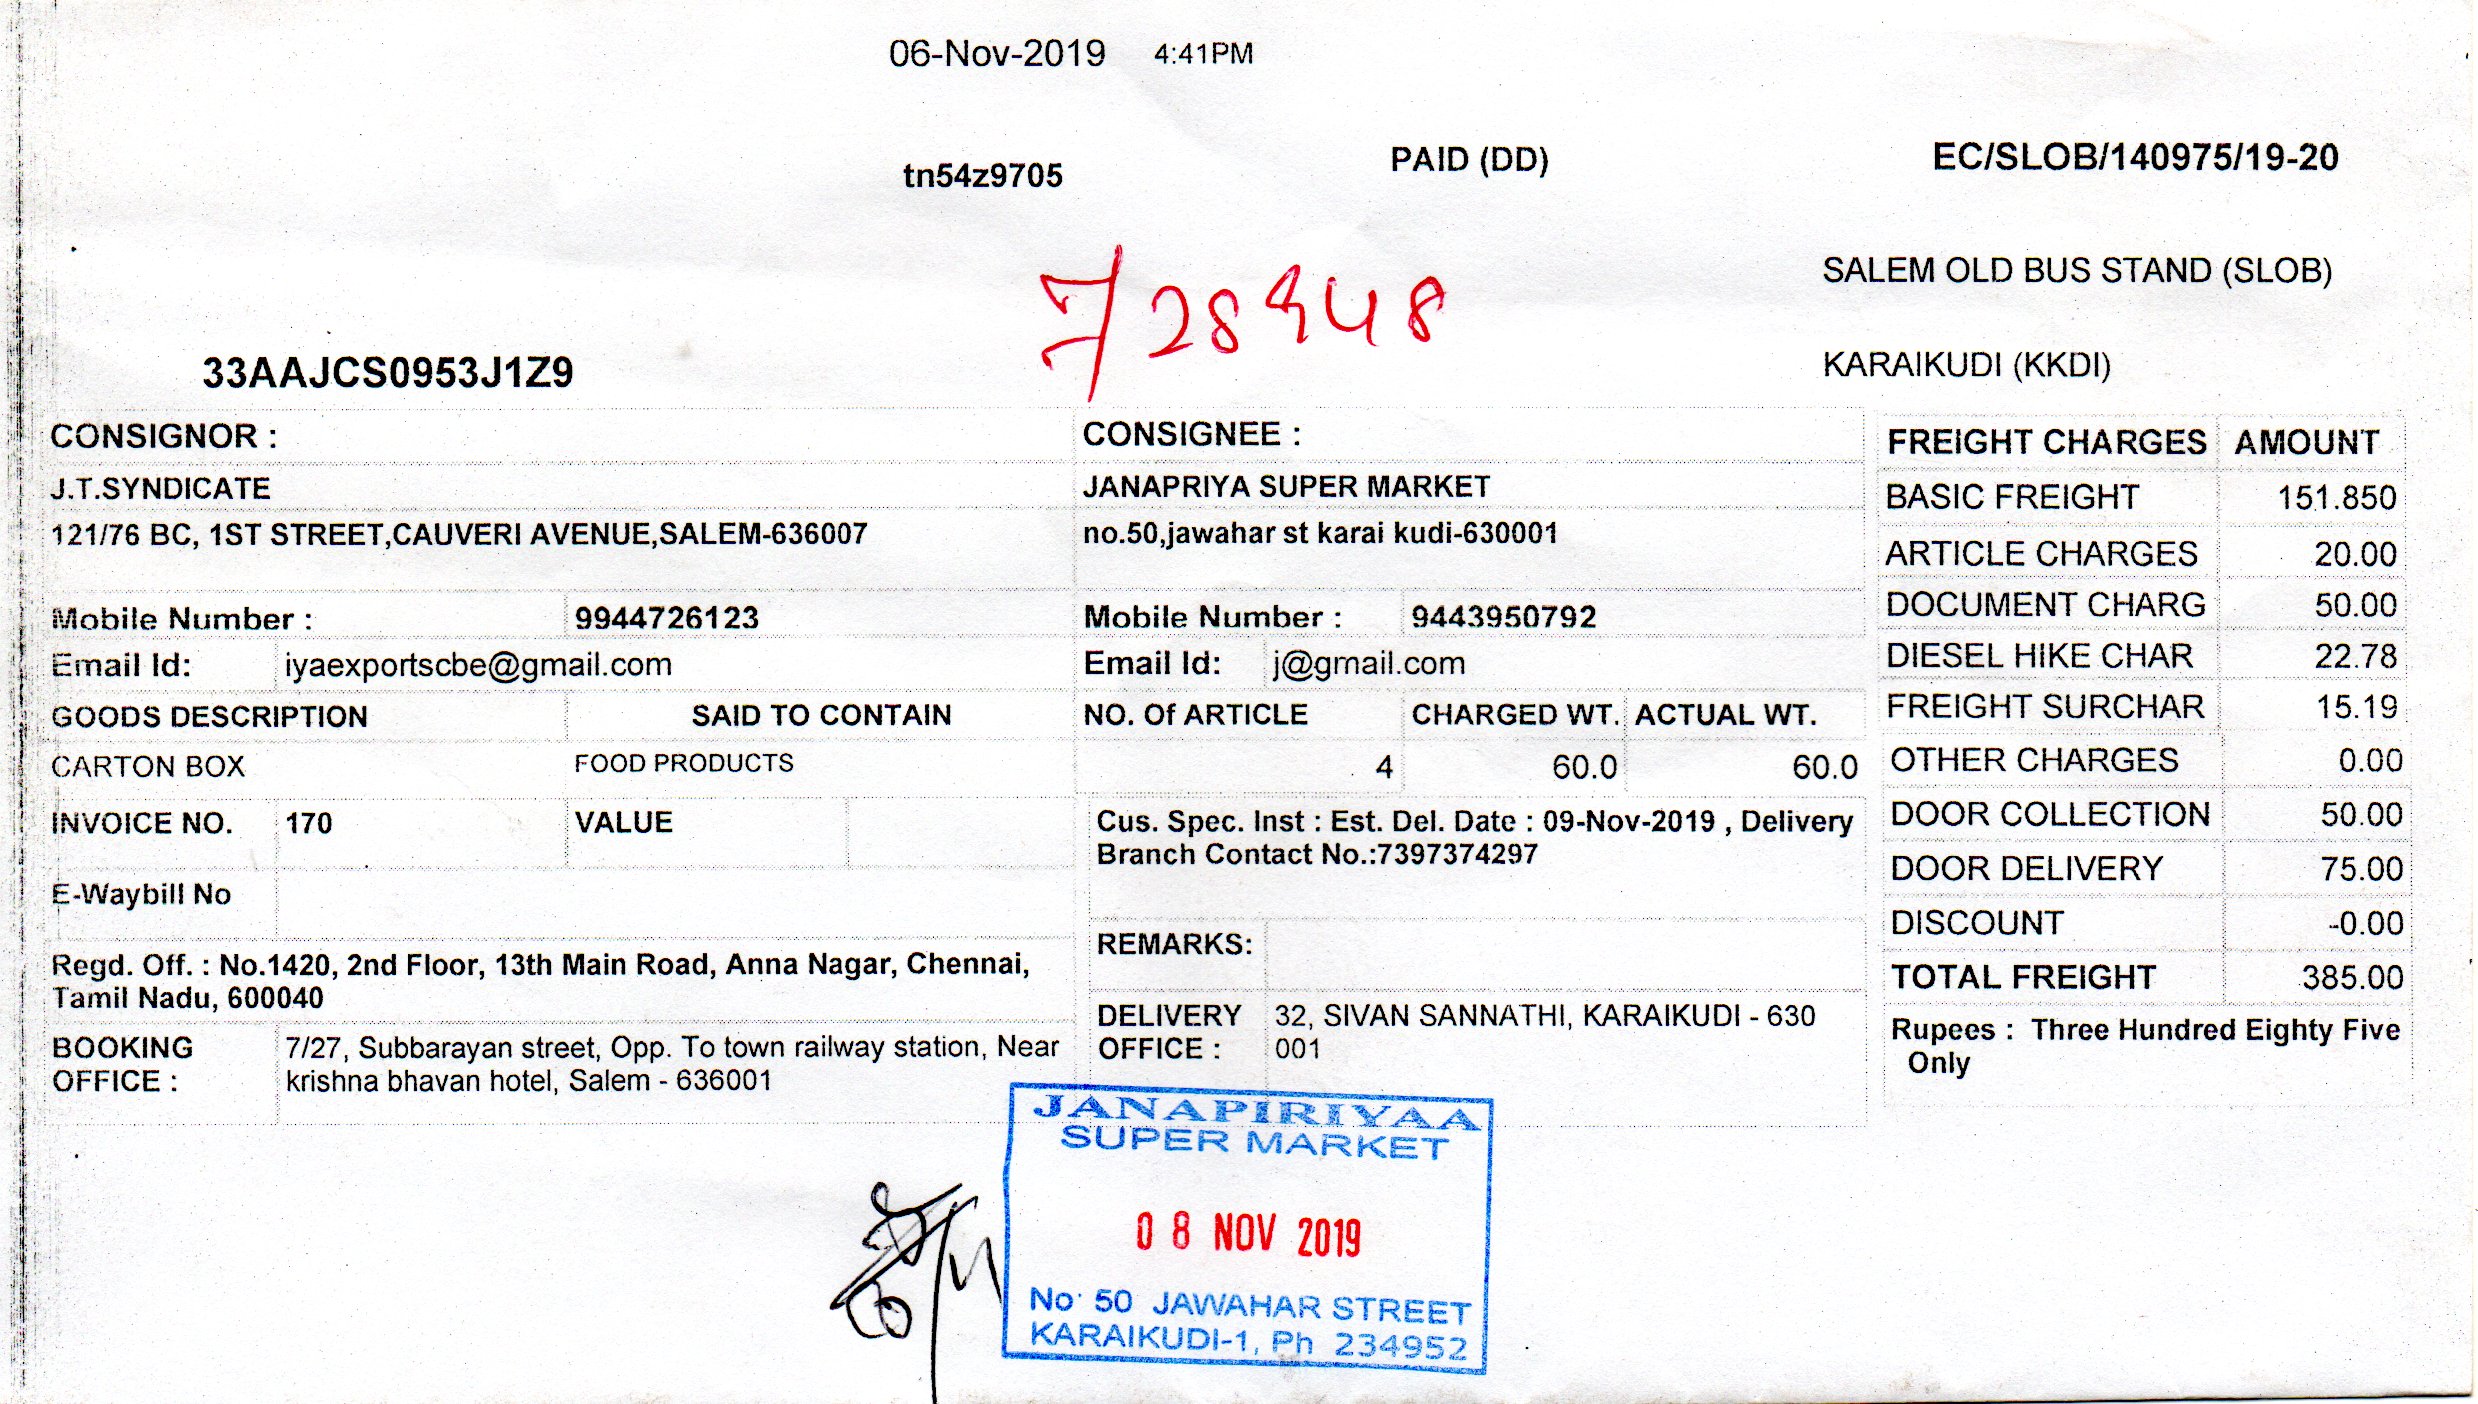 06-Nov-2019 4:41PM
tn54z9705 PAID (DD) EC/SLOB/140975/19-20
SALEM OLD BUS STAND (SLOB)
728948
33AAJCS0953J1Z9 KARAIKUDI (KKDI)
CONSIGNOR : CONSIGNEE :
J.T.SYNDICATE JANAPRIYA SUPER MARKET
121/76 BC, 1ST STREET,CAUVERI AVENUE,SALEM-636007 no.50,jawahar st karai kudi-630001
Mobile Number : 9944726123 Mobile Number : 9443950792
Email Id: iyaexportscbe@gmail.com Email Id: j@gmail.com
GOODS DESCRIPTION SAID TO CONTAIN NO. Of ARTICLE CHARGED WT. ACTUAL WT.
CARTON BOX FOOD PRODUCTS 4 60.0 60.0
INVOICE NO. 170 VALUE
E-Waybill No
Regd. Off. : No.1420, 2nd Floor, 13th Main Road, Anna Nagar, Chennai,
Tamil Nadu, 600040
BOOKING OFFICE : 7/27, Subbarayan street, Opp. To town railway station, Near
krishna bhavan hotel, Salem - 636001
Cus. Spec. Inst : Est. Del. Date : 09-Nov-2019 , Delivery
Branch Contact No.:7397374297
REMARKS:
DELIVERY OFFICE : 32, SIVAN SANNATHI, KARAIKUDI - 630
001
FREIGHT CHARGES AMOUNT
BASIC FREIGHT 151.850
ARTICLE CHARGES 20.00
DOCUMENT CHARG 50.00
DIESEL HIKE CHAR 22.78
FREIGHT SURCHAR 15.19
OTHER CHARGES 0.00
DOOR COLLECTION 50.00
DOOR DELIVERY 75.00
DISCOUNT -0.00
TOTAL FREIGHT 385.00
Rupees : Three Hundred Eighty Five
Only
JANAPIRIYAA
SUPER MARKET
08 NOV 2019
No 50 JAWAHAR STREET
KARAIKUDI-1, Ph 234952